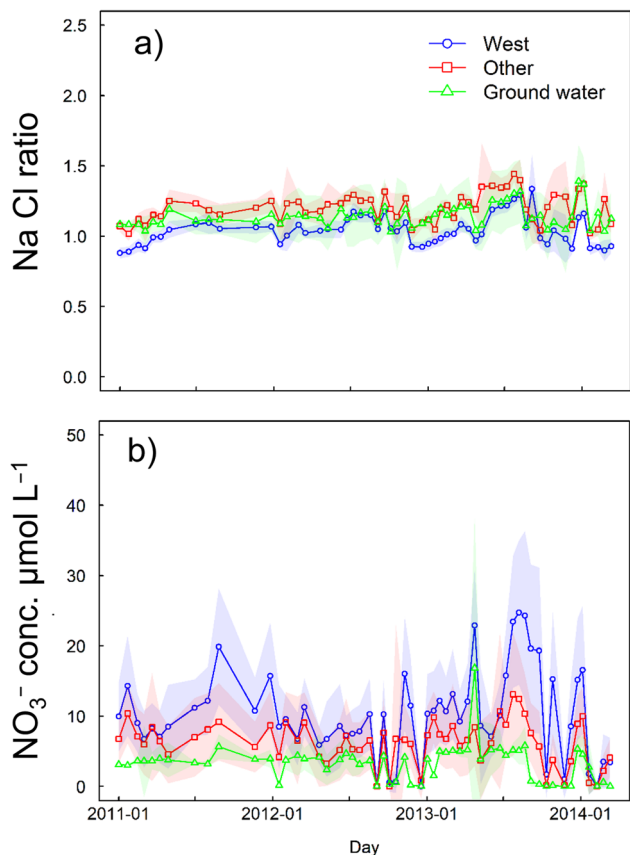 a)
West
Other
Ground water
Na Cl ratio
2.5
2.0
1.5
1.0
0.5
0.0
b)
NO₃⁻ conc. μmol L⁻¹
50
40
30
20
10
0
2011-01
2012-01
2013-01
2014-01
Day